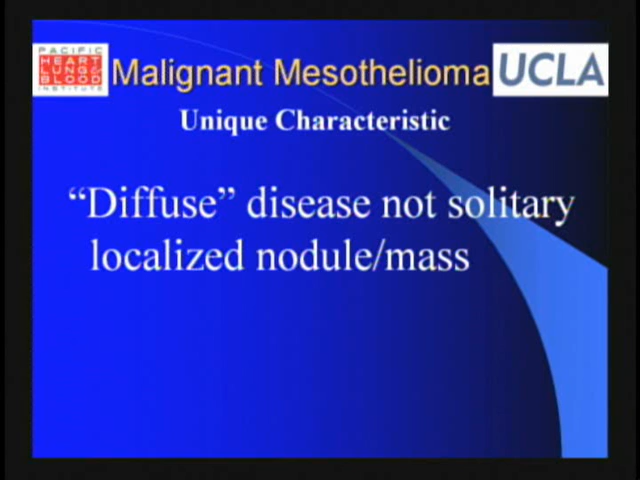 PACIFIC
HEART
LUNG &
BLOOD
INSTITUTE
Malignant Mesothelioma
UCLA
Unique Characteristic
“Diffuse” disease not solitary
localized nodule/mass